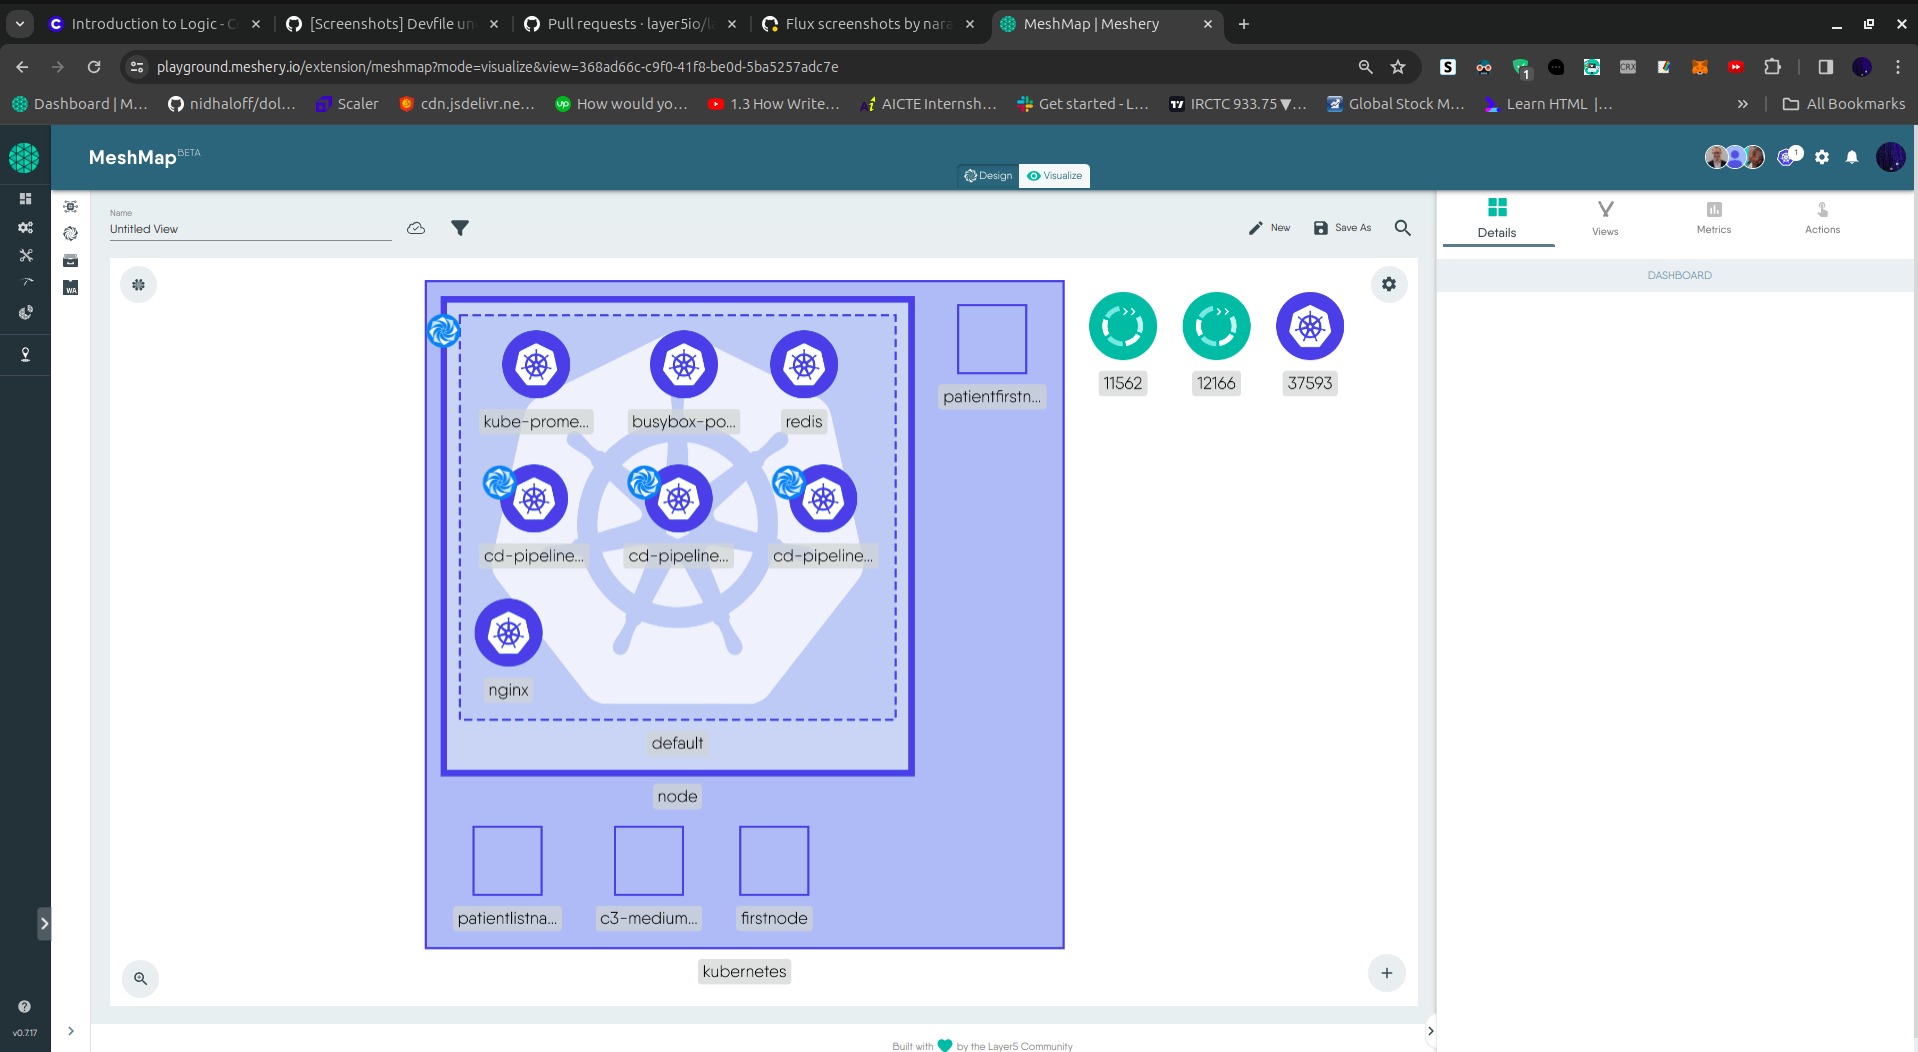 Introduction to Logic - C
[Screenshots] Devfile un
Pull requests · layer5io/la
Flux screenshots by nara
MeshMap | Meshery
playground.meshery.io/extension/meshmap?mode=visualize&view=368ad66c-c9f0-41f8-be0d-5ba5257adc7e
1
CRX
Dashboard | M...
nidhaloff/dol...
Scaler
cdn.jsdelivr.ne...
How would yo...
1.3 How Write...
AICTE Internsh...
Get started - L...
IRCTC 933.75▼...
Global Stock M...
Learn HTML |...
»
All Bookmarks
MeshMap BETA
1
Design
Visualize
Name
Untitled View
New
Save As
Details
Views
Metrics
Actions
DASHBOARD
WA
kube-prome...
busybox-po...
redis
cd-pipeline...
cd-pipeline...
cd-pipeline...
nginx
default
node
patientfirstn...
11562
12166
37593
patientlistna...
c3-medium...
firstnode
kubernetes
v0.7.17
Built with by the Layer5 Community